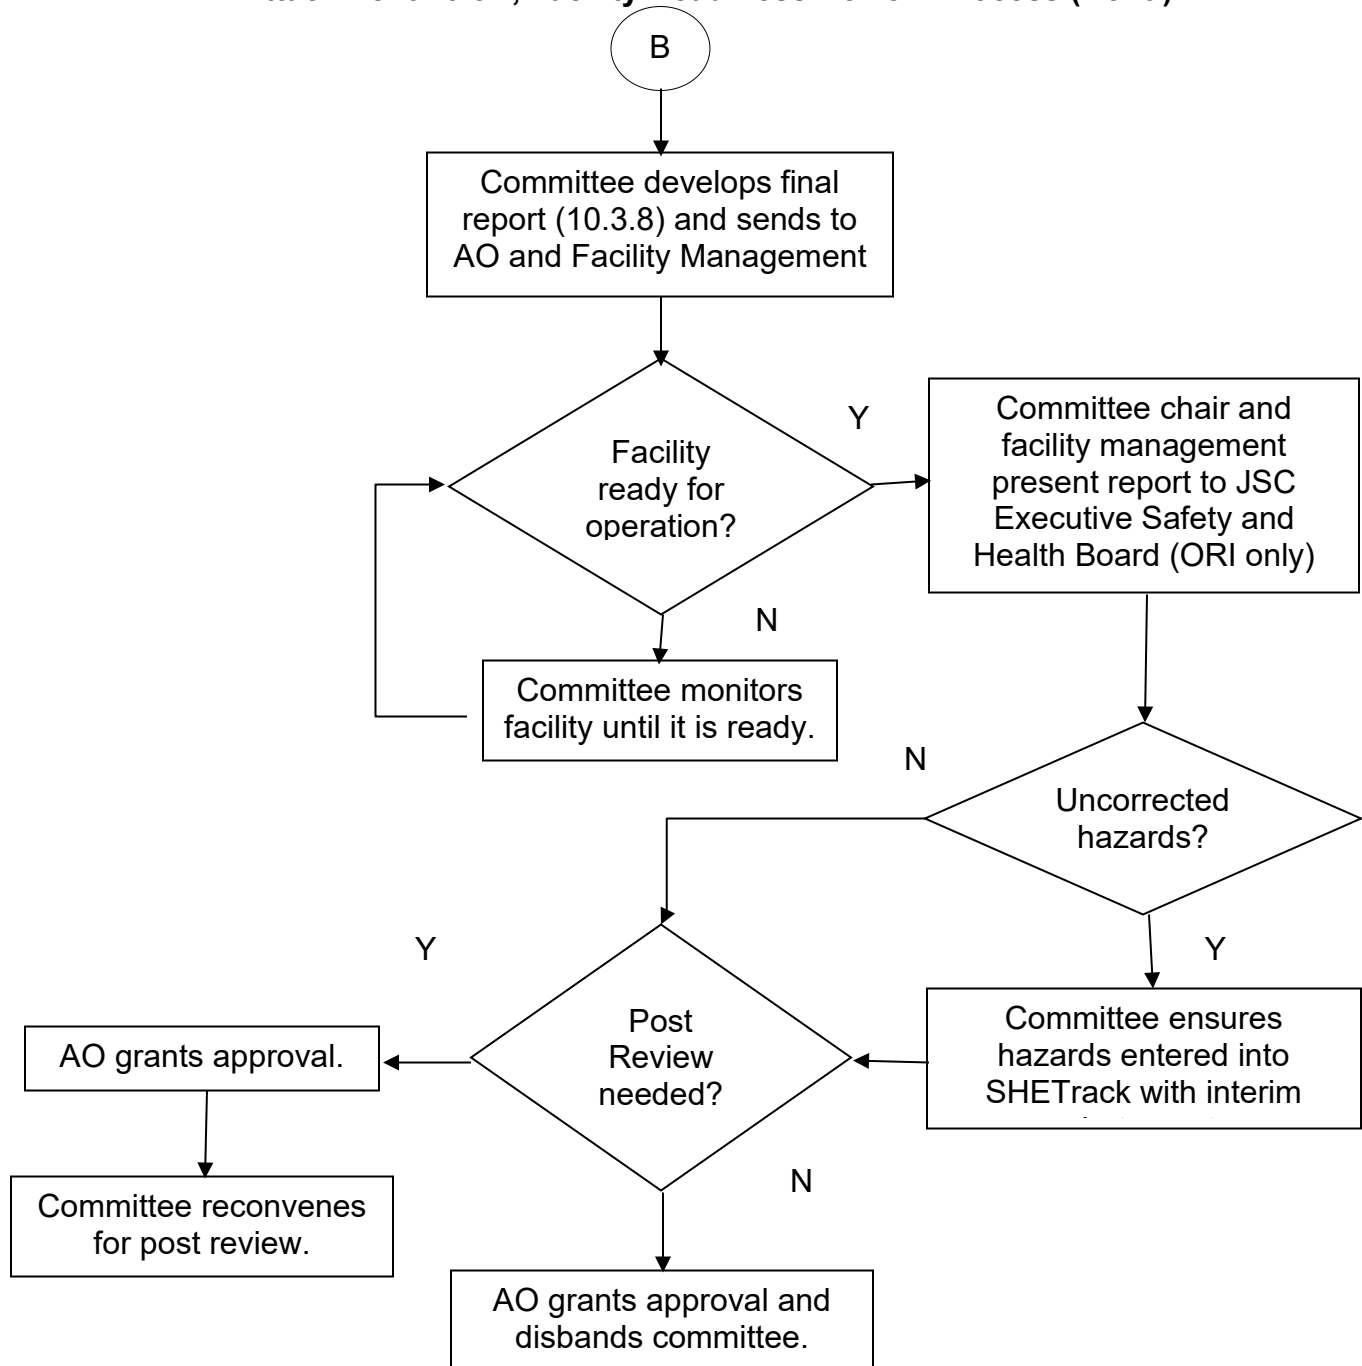 B
Committee develops final
report (10.3.8) and sends to
AO and Facility Management
Facility
ready for
operation?
Y
Committee chair and
facility management
present report to JSC
Executive Safety and
Health Board (ORI only)
N
Committee monitors
facility until it is ready.
N
Uncorrected
hazards?
Y
Y
Post
Review
needed?
Committee ensures
hazards entered into
SHETrack with interim
AO grants approval.
N
Committee reconvenes
for post review.
AO grants approval and
disbands committee.